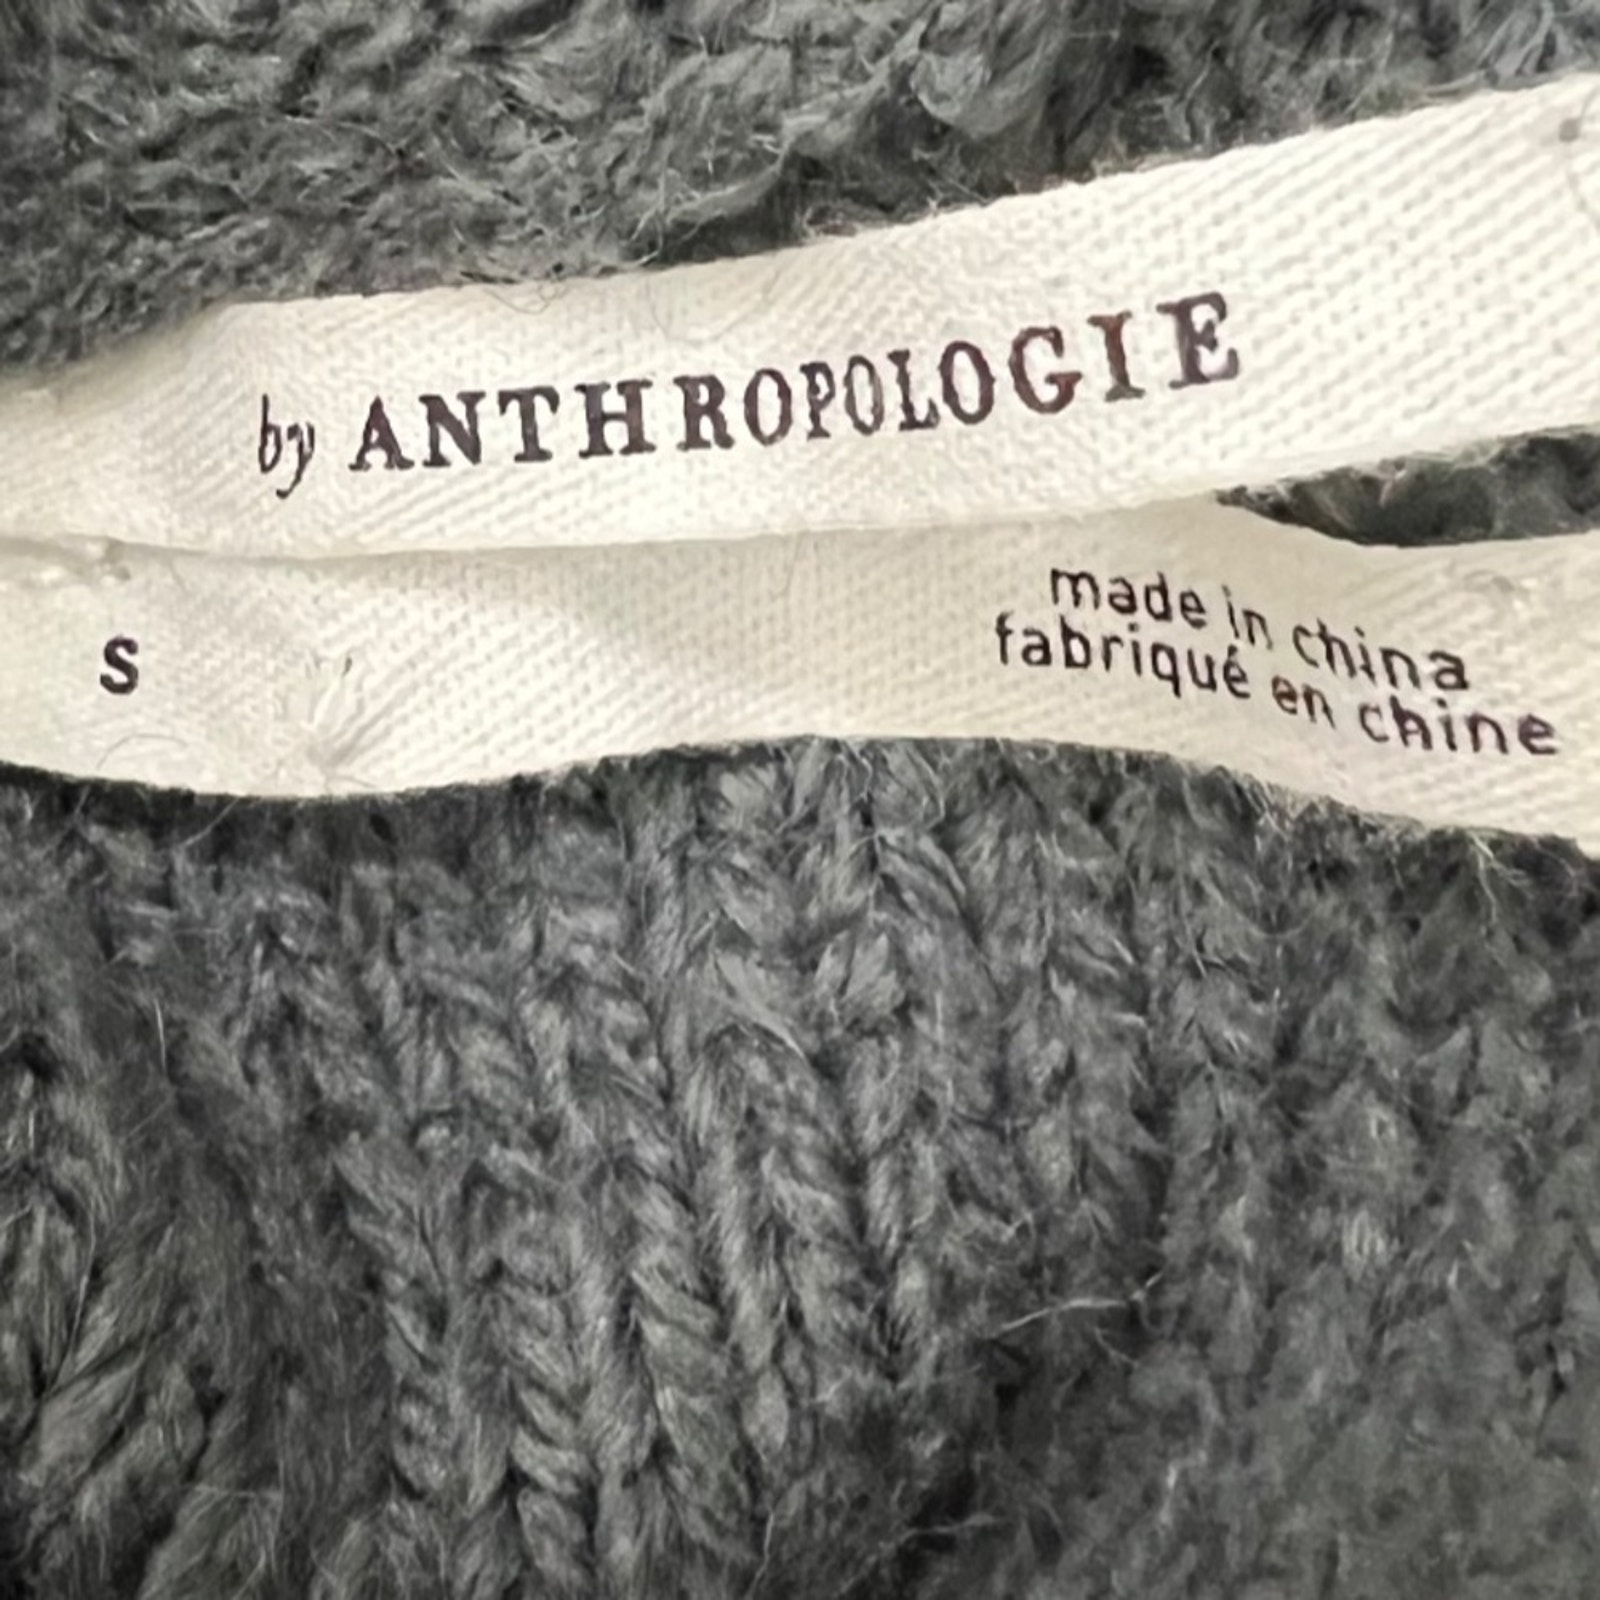 by ANTHROPOLOGIE
S
made in china
fabriqué en chine